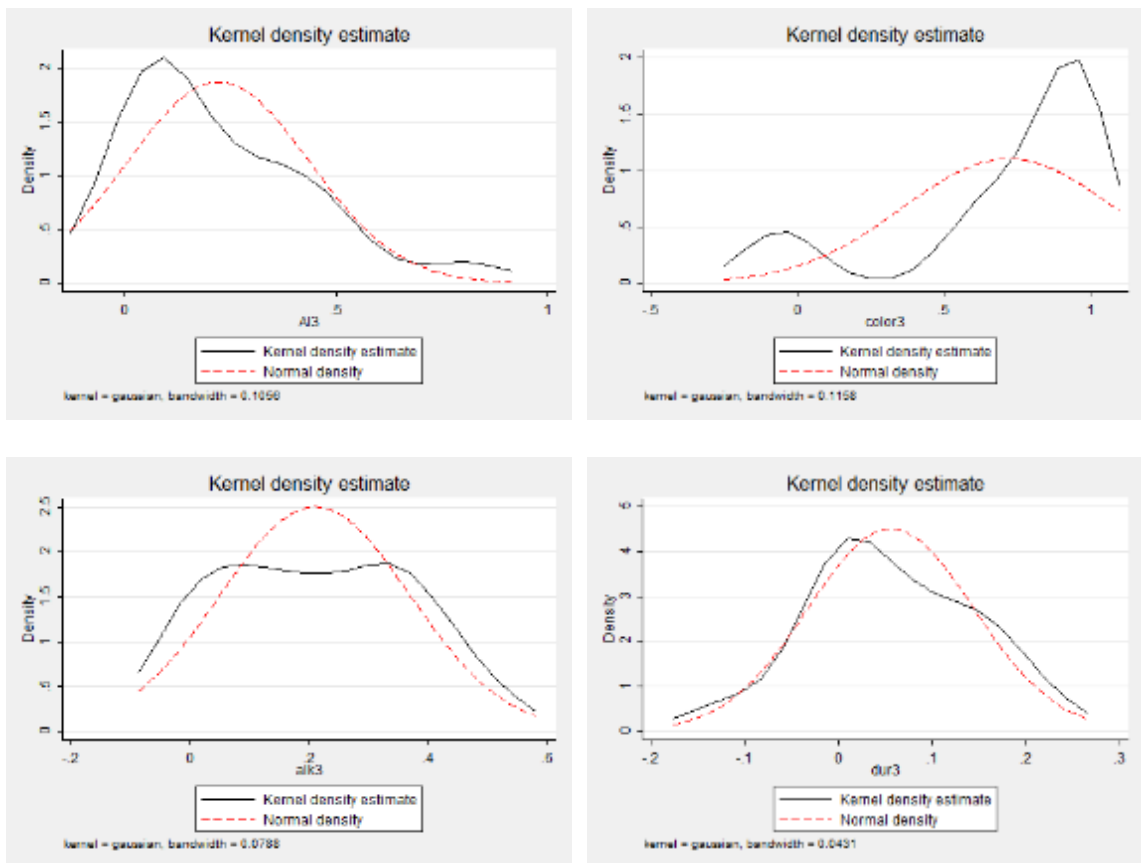 Kernel density estimate
Density
0 .5 1 1.5 2
0 .5 1
Al3
Kernel density estimate
Normal density
kernel = gaussian, bandwidth = 0.1056
Kernel density estimate
Density
0 .5 1 1.5 2
-.5 0 .5 1
color3
Kernel density estimate
Normal density
kernel = gaussian, bandwidth = 0.1158
Kernel density estimate
Density
0 .5 1 1.5 2 2.5
-.2 0 .2 .4 .6
alk3
Kernel density estimate
Normal density
kernel = gaussian, bandwidth = 0.0788
Kernel density estimate
Density
0 1 2 3 4 5
-.2 -.1 0 .1 .2 .3
dur3
Kernel density estimate
Normal density
kernel = gaussian, bandwidth = 0.0431